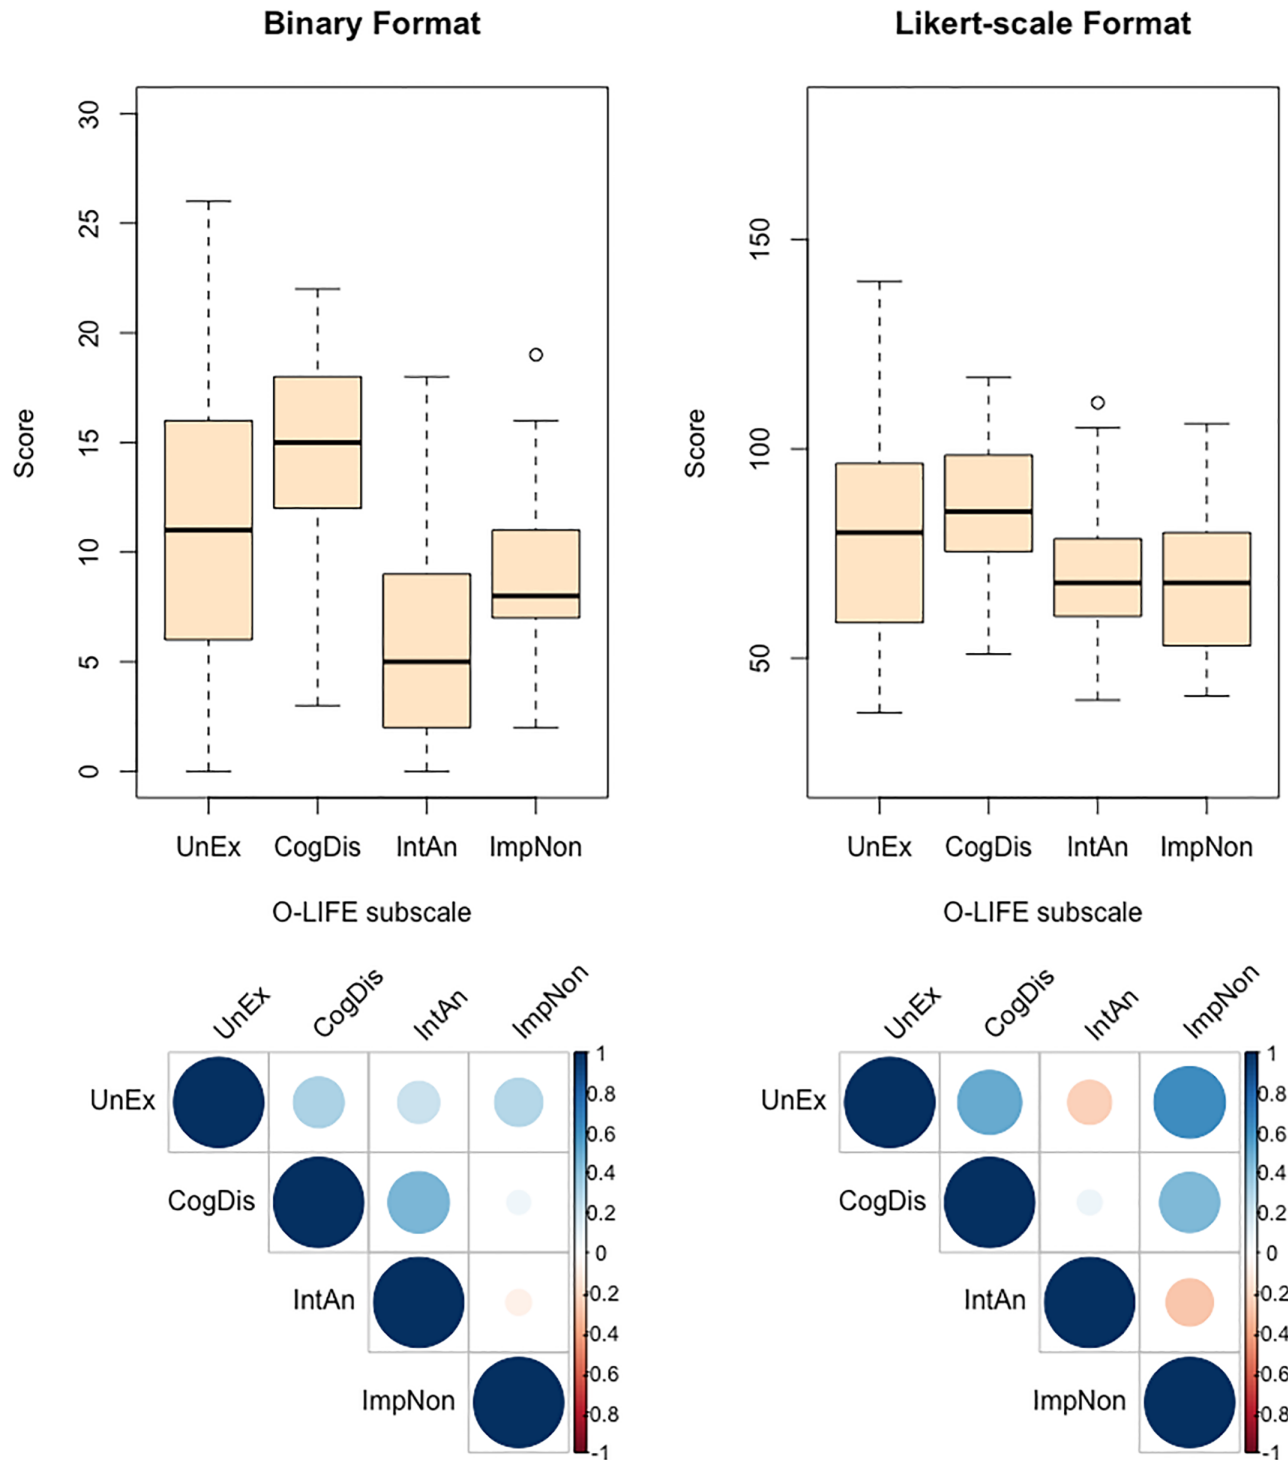 Binary Format
Likert-scale Format
30
25
20
15
10
5
0
Score
UnEx CogDis IntAn ImpNon
O-LIFE subscale
150
100
50
Score
UnEx CogDis IntAn ImpNon
O-LIFE subscale
UnEx CogDis IntAn ImpNon
UnEx
CogDis
IntAn
ImpNon
1
0.8
0.6
0.4
0.2
0
-0.2
-0.4
-0.6
-0.8
-1
UnEx CogDis IntAn ImpNon
UnEx
CogDis
IntAn
ImpNon
1
0.8
0.6
0.4
0.2
0
-0.2
-0.4
-0.6
-0.8
-1